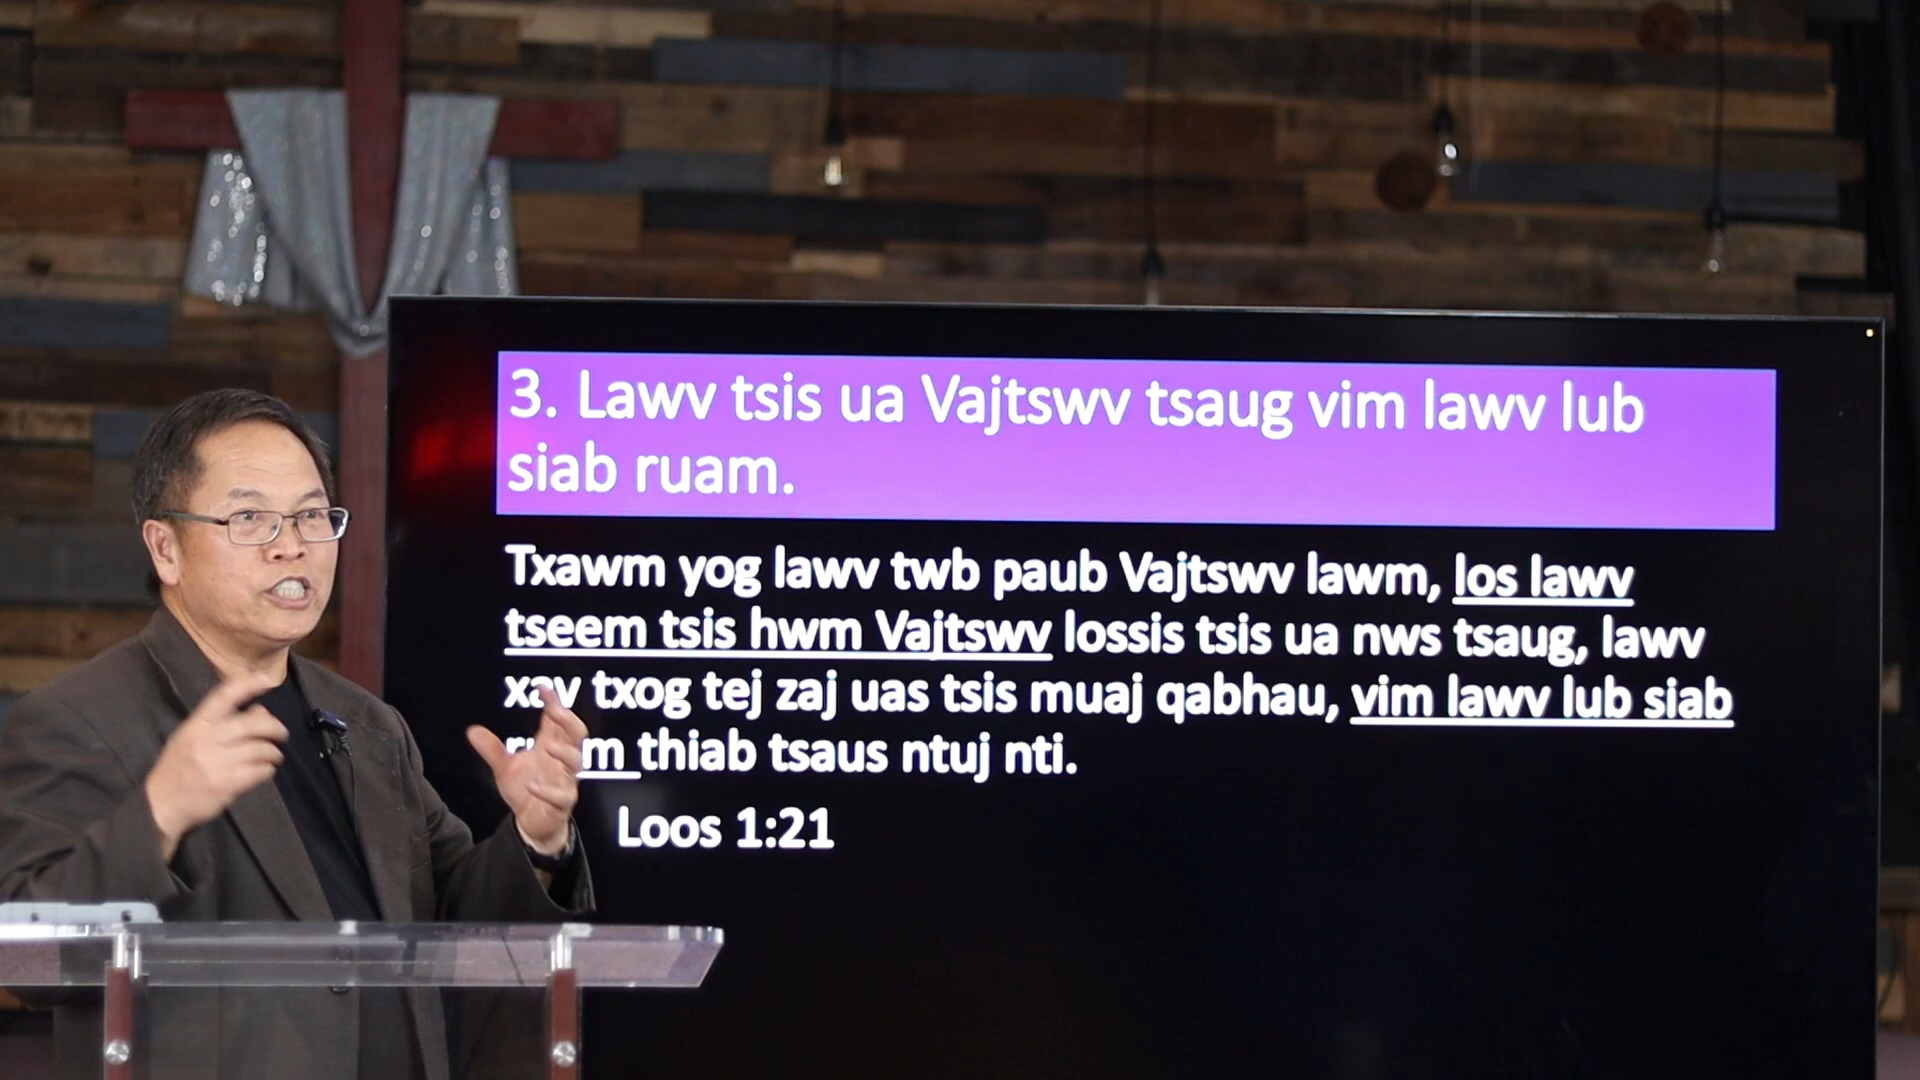 3. Lawv tsis ua Vajtswv tsaug vim lawv lub
siab ruam.
Txawm yog lawv twb paub Vajtswv lawm, los lawv
tseem tsis hwm Vajtswv lossis tsis ua nws tsaug, lawv
xav txog tej zaj uas tsis muaj qabhau, vim lawv lub siab
ruam thiab tsaus ntuj nti.
Loos 1:21